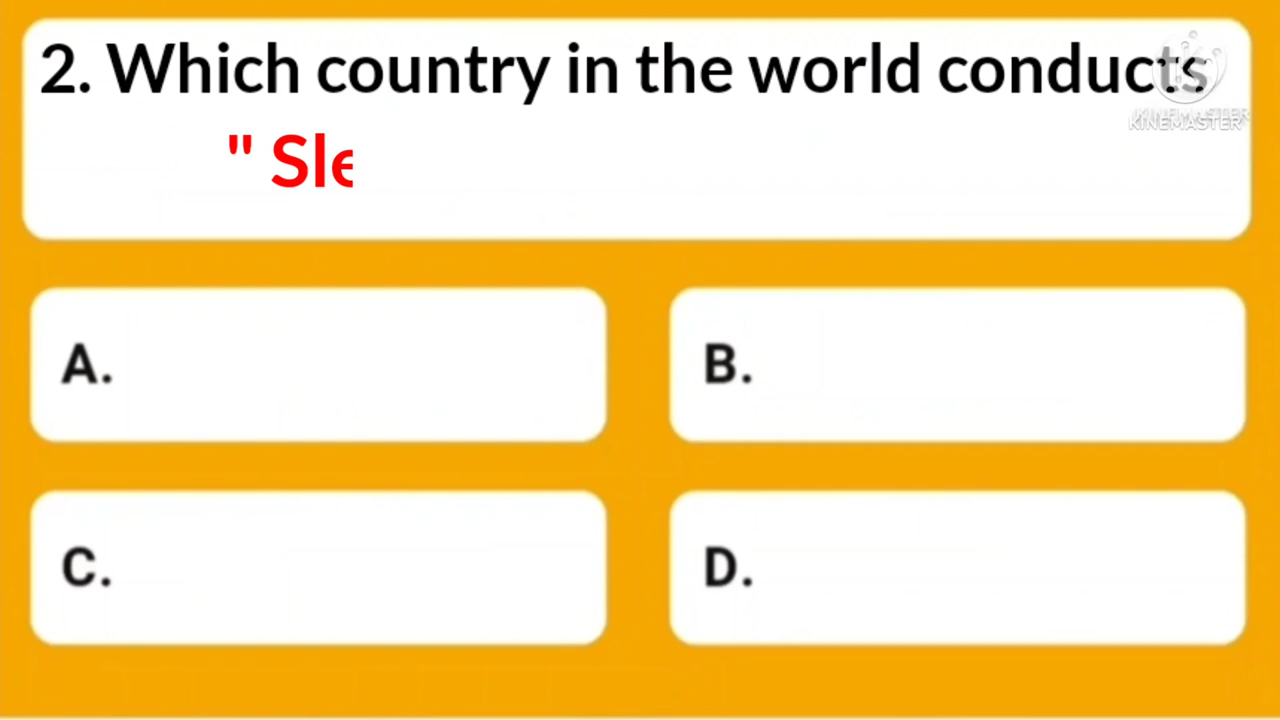 2. Which country in the world conducts
" Sle
KINEMASTER
A.
B.
C.
D.